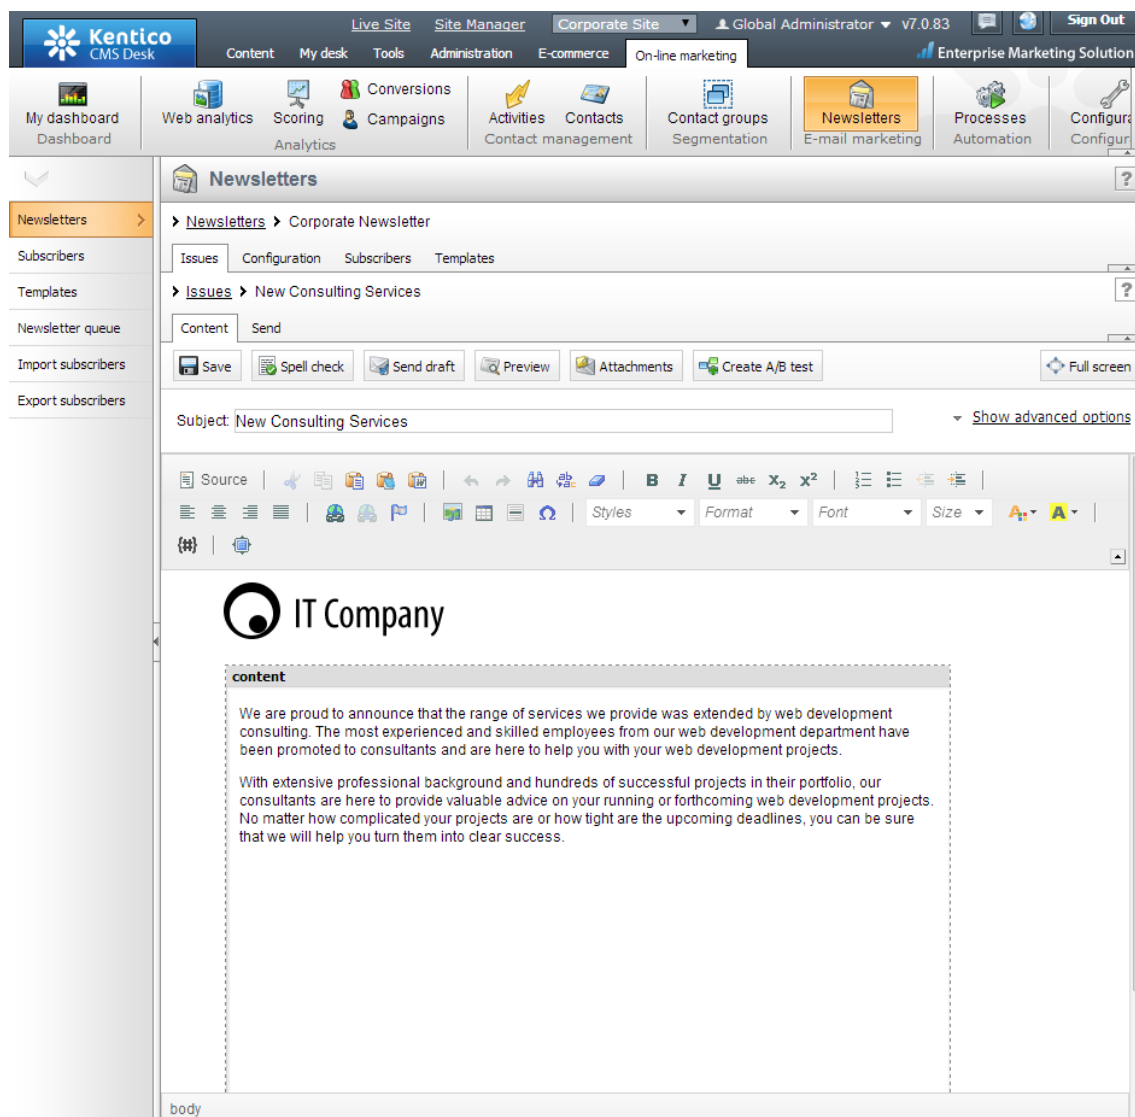 Kentico
CMS Desk
Live Site Site Manager Corporate Site Global Administrator v7.0.83 Sign Out
Content My desk Tools Administration E-commerce On-line marketing Enterprise Marketing Solution
My dashboard
Dashboard
Web analytics Scoring Conversions Campaigns
Analytics
Activities Contacts
Contact management
Contact groups
Segmentation
Newsletters
E-mail marketing
Processes
Automation
Configura
Configur
Newsletters ?
Newsletters
Subscribers
Templates
Newsletter queue
Import subscribers
Export subscribers
> Newsletters > Corporate Newsletter
Issues Configuration Subscribers Templates
> Issues > New Consulting Services ?
Content Send
Save Spell check Send draft Preview Attachments Create A/B test Full screen
Subject: New Consulting Services Show advanced options
Source B I U abc X₂ X²
Ω Styles Format Font Size A A
{#}
IT Company
content
We are proud to announce that the range of services we provide was extended by web development
consulting. The most experienced and skilled employees from our web development department have
been promoted to consultants and are here to help you with your web development projects.
With extensive professional background and hundreds of successful projects in their portfolio, our
consultants are here to provide valuable advice on your running or forthcoming web development projects.
No matter how complicated your projects are or how tight are the upcoming deadlines, you can be sure
that we will help you turn them into clear success.
body